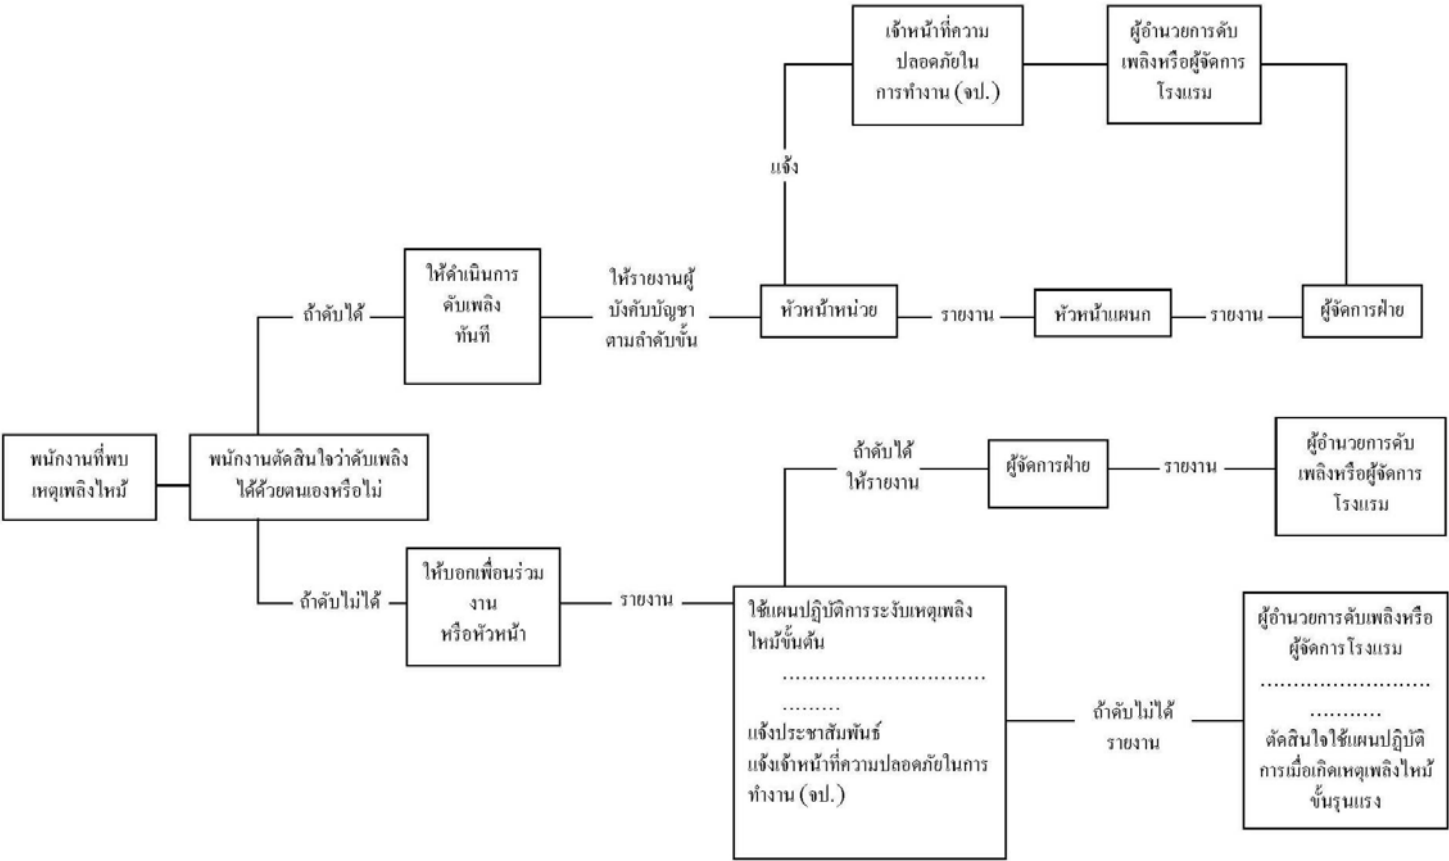 เจ้าหน้าที่ความ
ปลอดภัยใน
การทำงาน (จป.)
ผู้อำนวยการดับ
เพลิงหรือผู้จัดการ
โรงแรม
แจ้ง
ให้ดำเนินการ
ดับเพลิง
ทันที
ให้รายงานผู้
บังคับบัญชา
ตามลำดับขั้น
ถ้าดับได้
หัวหน้าหน่วย
รายงาน
หัวหน้าแผนก
รายงาน
ผู้จัดการฝ่าย
พนักงานที่พบ
เหตุเพลิงไหม้
พนักงานตัดสินใจว่าดับเพลิง
ได้ด้วยตนเองหรือไม่
ถ้าดับได้
ให้รายงาน
ผู้จัดการฝ่าย
รายงาน
ผู้อำนวยการดับ
เพลิงหรือผู้จัดการ
โรงแรม
ถ้าดับไม่ได้
ให้บอกเพื่อนร่วม
งาน
หรือหัวหน้า
รายงาน
ใช้แผนปฏิบัติการระงับเหตุเพลิง
ไหม้ขั้นต้น
................................
.........
แจ้งประชาสัมพันธ์
แจ้งเจ้าหน้าที่ความปลอดภัยในการ
ทำงาน (จป.)
ถ้าดับไม่ได้
รายงาน
ผู้อำนวยการดับเพลิงหรือ
ผู้จัดการโรงแรม
...........................
...........
ตัดสินใจใช้แผนปฏิบัติ
การเมื่อเกิดเหตุเพลิงไหม้
ขั้นรุนแรง